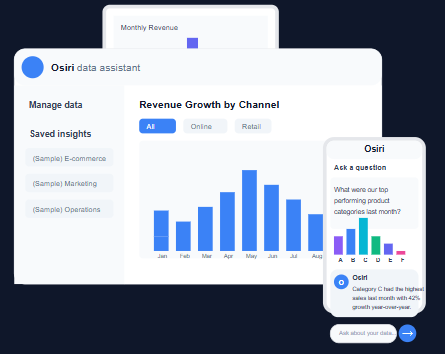 Monthly Revenue
Osiri data assistant
Manage data
Saved insights
(Sample) E-commerce
(Sample) Marketing
(Sample) Operations
Revenue Growth by Channel
All
Online
Retail
Jan Feb Mar Apr May Jun Jul Aug
Osiri
Ask a question
What were our top
performing product
categories last month?
A B C D E F
O
Osiri
Category C had the highest
sales last month with 42%
growth year-over-year.
Ask about your data...